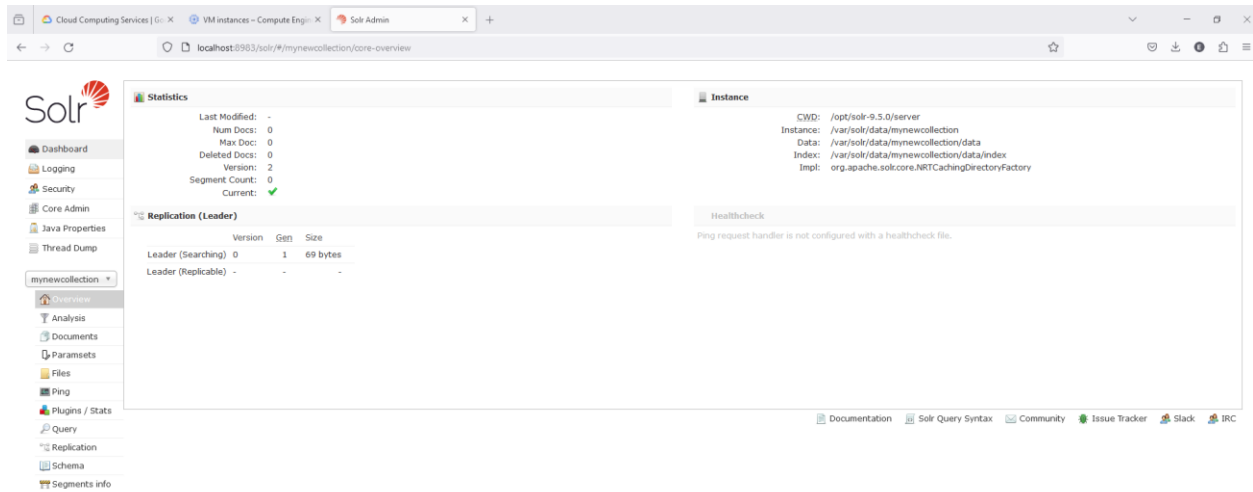 Cloud Computing Services | Go
VM instances – Compute Engin
Solr Admin
localhost:8983/solr/#/mynewcollection/core-overview
Solr
Dashboard
Logging
Security
Core Admin
Java Properties
Thread Dump
mynewcollection
Overview
Analysis
Documents
Paramsets
Files
Ping
Plugins / Stats
Query
Replication
Schema
Segments info
Statistics
Last Modified: -
Num Docs: 0
Max Doc: 0
Deleted Docs: 0
Version: 2
Segment Count: 0
Current:
Replication (Leader)
Version Gen Size
Leader (Searching) 0 1 69 bytes
Leader (Replicable) - - -
Instance
CWD: /opt/solr-9.5.0/server
Instance: /var/solr/data/mynewcollection
Data: /var/solr/data/mynewcollection/data
Index: /var/solr/data/mynewcollection/data/index
Impl: org.apache.solr.core.NRTCachingDirectoryFactory
Healthcheck
Ping request handler is not configured with a healthcheck file.
Documentation Solr Query Syntax Community Issue Tracker Slack IRC